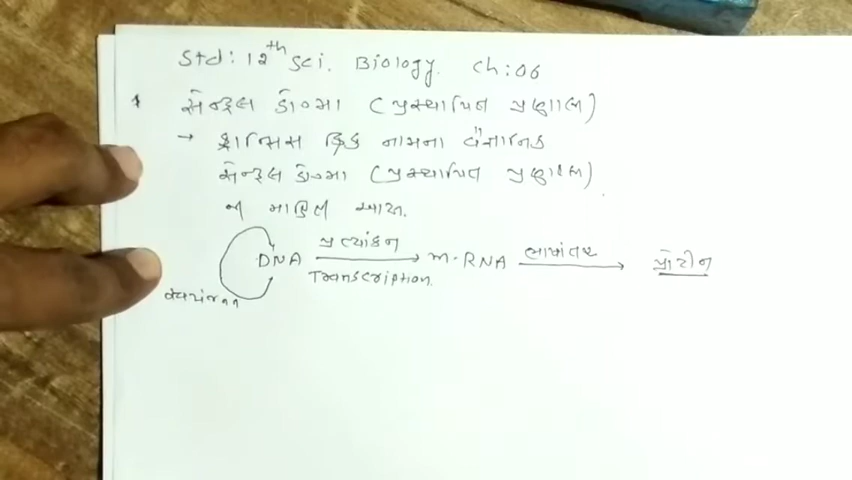 Std: 12th Sci. Biology. Ch: 06
* સેન્ટ્રલ ડોગ્મા (પ્રસ્થાપિત પ્રણાલી)
→ ફ્રાન્સિસ ક્રિક નામના વૈજ્ઞાનિક
સેન્ટ્રલ ડોગ્મા (પ્રસ્થાપિત પ્રણાલી)
ની માહિતી આપી.
પ્રત્યાંકન ભાષાંતર
DNA → m-RNA → પ્રોટીન
Transcription.
સ્વયંજનન